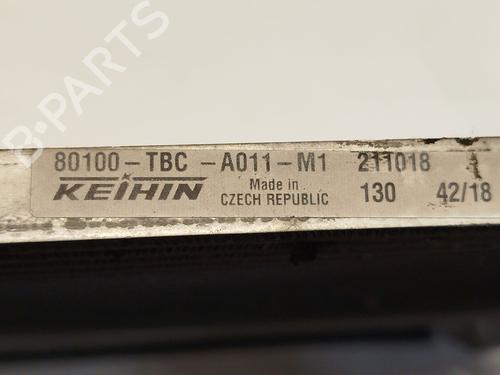 B-PARTS
80100-TBC -A011-M1 211018
KEIHIN Made in CZECH REPUBLIC 130 42/18